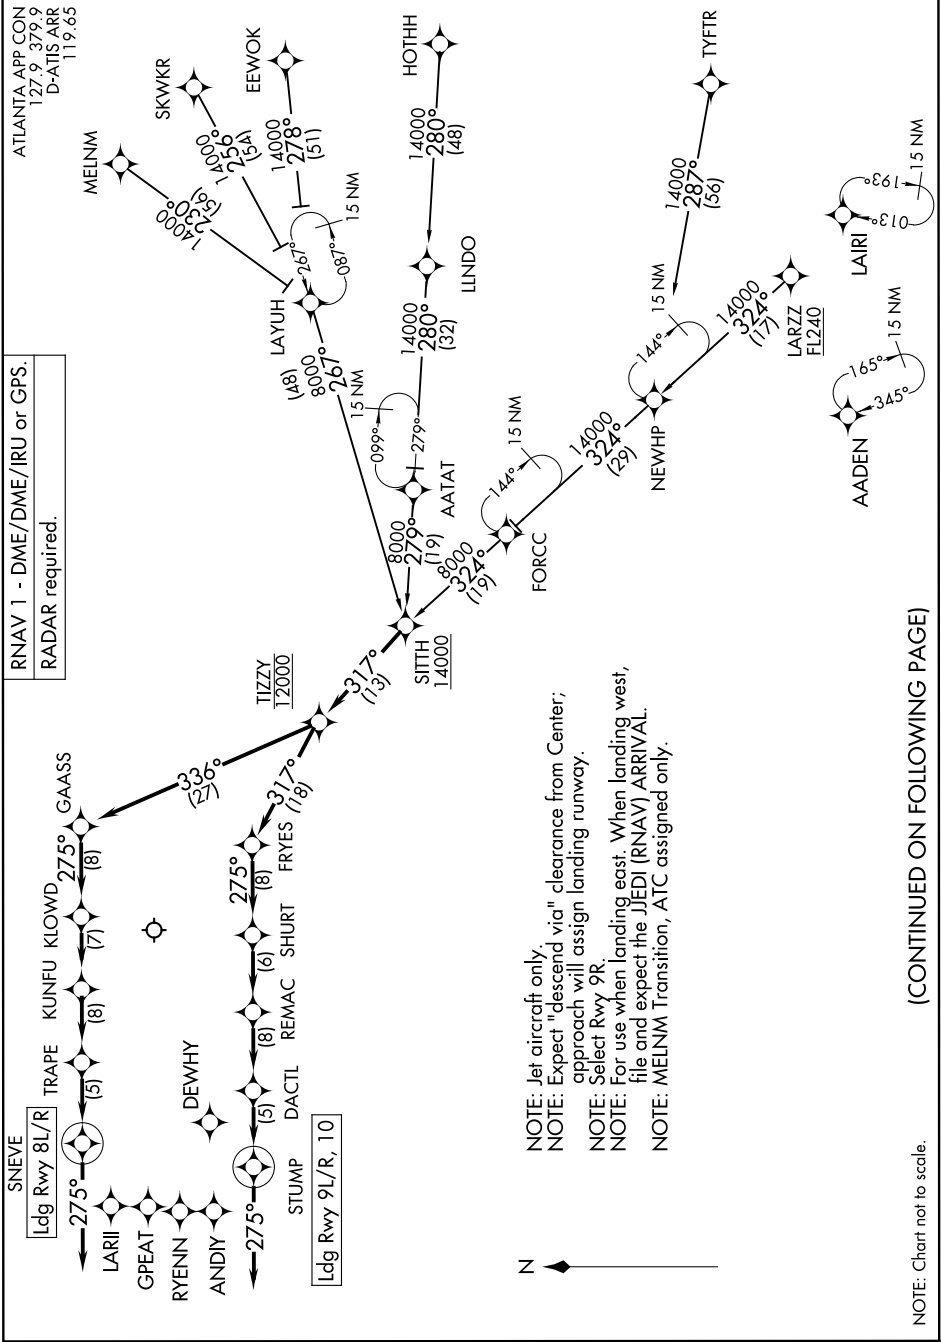 ATLANTA APP CON
127.9 379.9
D-ATIS ARR
119.65
RNAV 1 - DME/DME/IRU or GPS.
RADAR required.
SNEVE
Ldg Rwy 8L/R
275°
TRAPE
(5)
KUNFU
(8)
KLOWD
(7)
275°
(8)
GAASS
336°
(27)
TIZZY
12000
317°
(18)
FRYES
275°
(8)
SHURT
(6)
REMAC
(8)
DACTL
(5)
STUMP
275°
Ldg Rwy 9L/R, 10
DEWHY
LARII
GPEAT
RYENN
ANDIY
317°
(13)
SITTH
14000
MELNM
14000
230°
(56)
SKWKR
14000
256°
(54)
EEWOK
14000
278°
(51)
LAYUH
267°
087°
15 NM
8000
267°
(48)
HOTHH
14000
280°
(48)
LLNDO
14000
280°
(32)
15 NM
099°
279°
AATAT
8000
279°
(19)
TYFTR
14000
287°
(56)
LARZZ
FL240
14000
324°
(17)
15 NM
144°
NEWHP
14000
324°
(29)
15 NM
144°
FORCC
8000
324°
(19)
LAIRI
193°
013°
15 NM
AADEN
165°
345°
15 NM
N
NOTE: Jet aircraft only.
NOTE: Expect "descend via" clearance from Center;
approach will assign landing runway.
NOTE: Select Rwy 9R.
NOTE: For use when landing east. When landing west,
file and expect the JJEDI (RNAV) ARRIVAL.
NOTE: MELNM Transition, ATC assigned only.
NOTE: Chart not to scale.
(CONTINUED ON FOLLOWING PAGE)